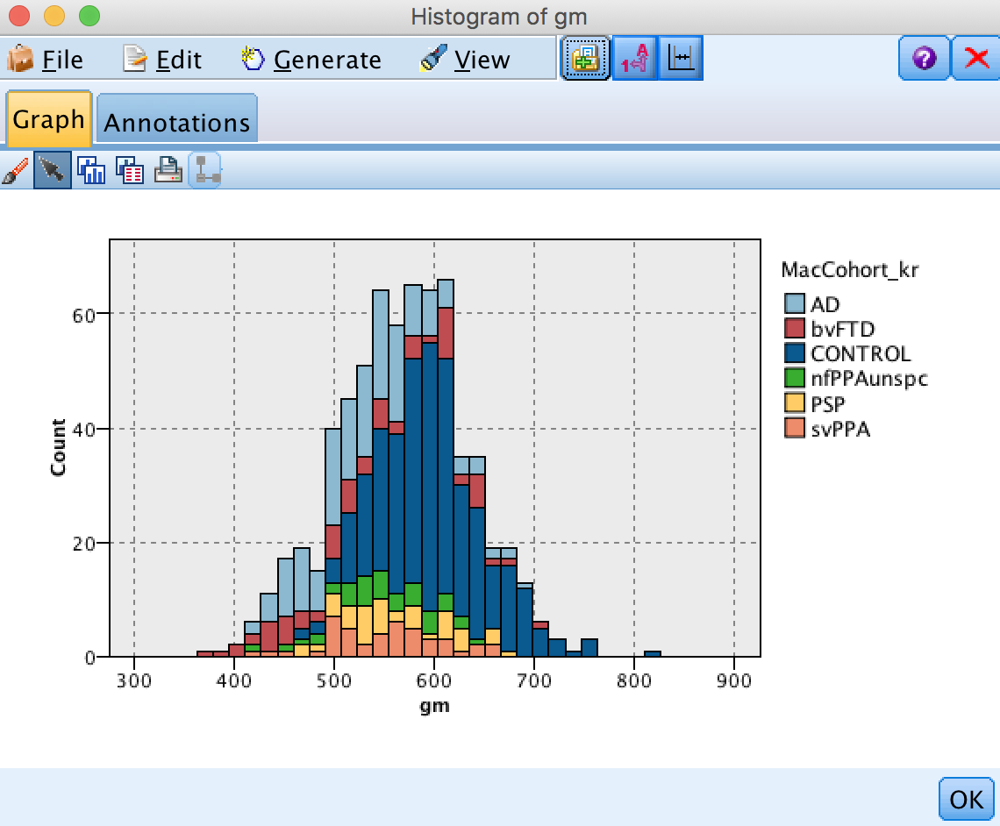 Histogram of gm
File Edit Generate View
Graph Annotations
MacCohort_kr
AD
bvFTD
CONTROL
nfPPAunspc
PSP
svPPA
60
40
20
0
Count
300 400 500 600 700 800 900
gm
OK